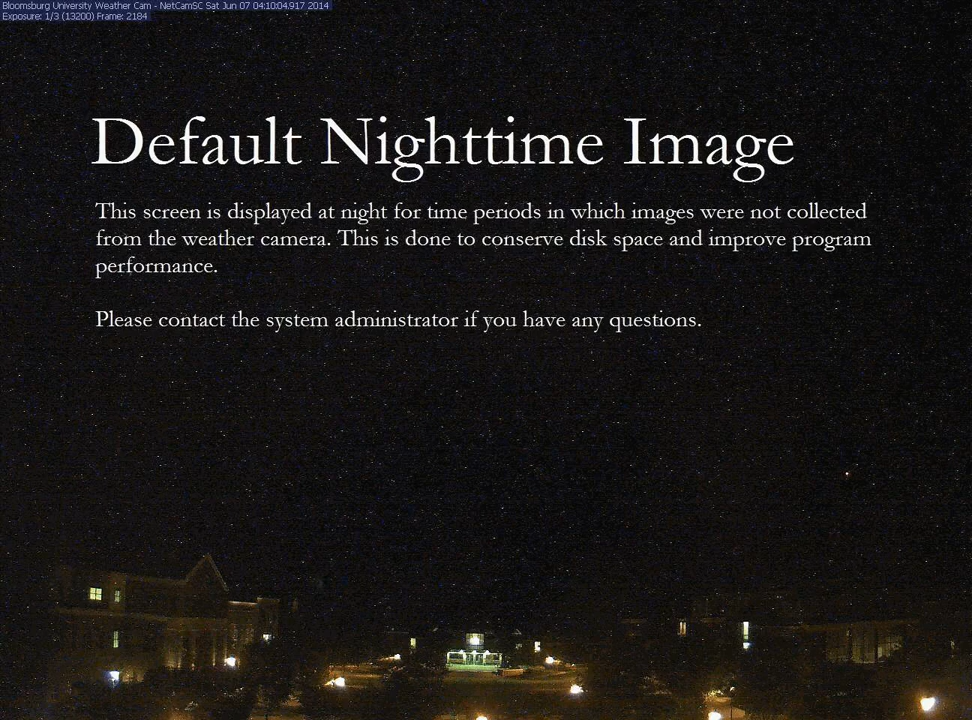 Bloomsburg University Weather Cam - NetCamSC Sat Jun 07 04:10:04.917 2014
Exposure: 1/3 (13200) Frame: 2184
Default Nighttime Image
This screen is displayed at night for time periods in which images were not collected
from the weather camera. This is done to conserve disk space and improve program
performance.
Please contact the system administrator if you have any questions.